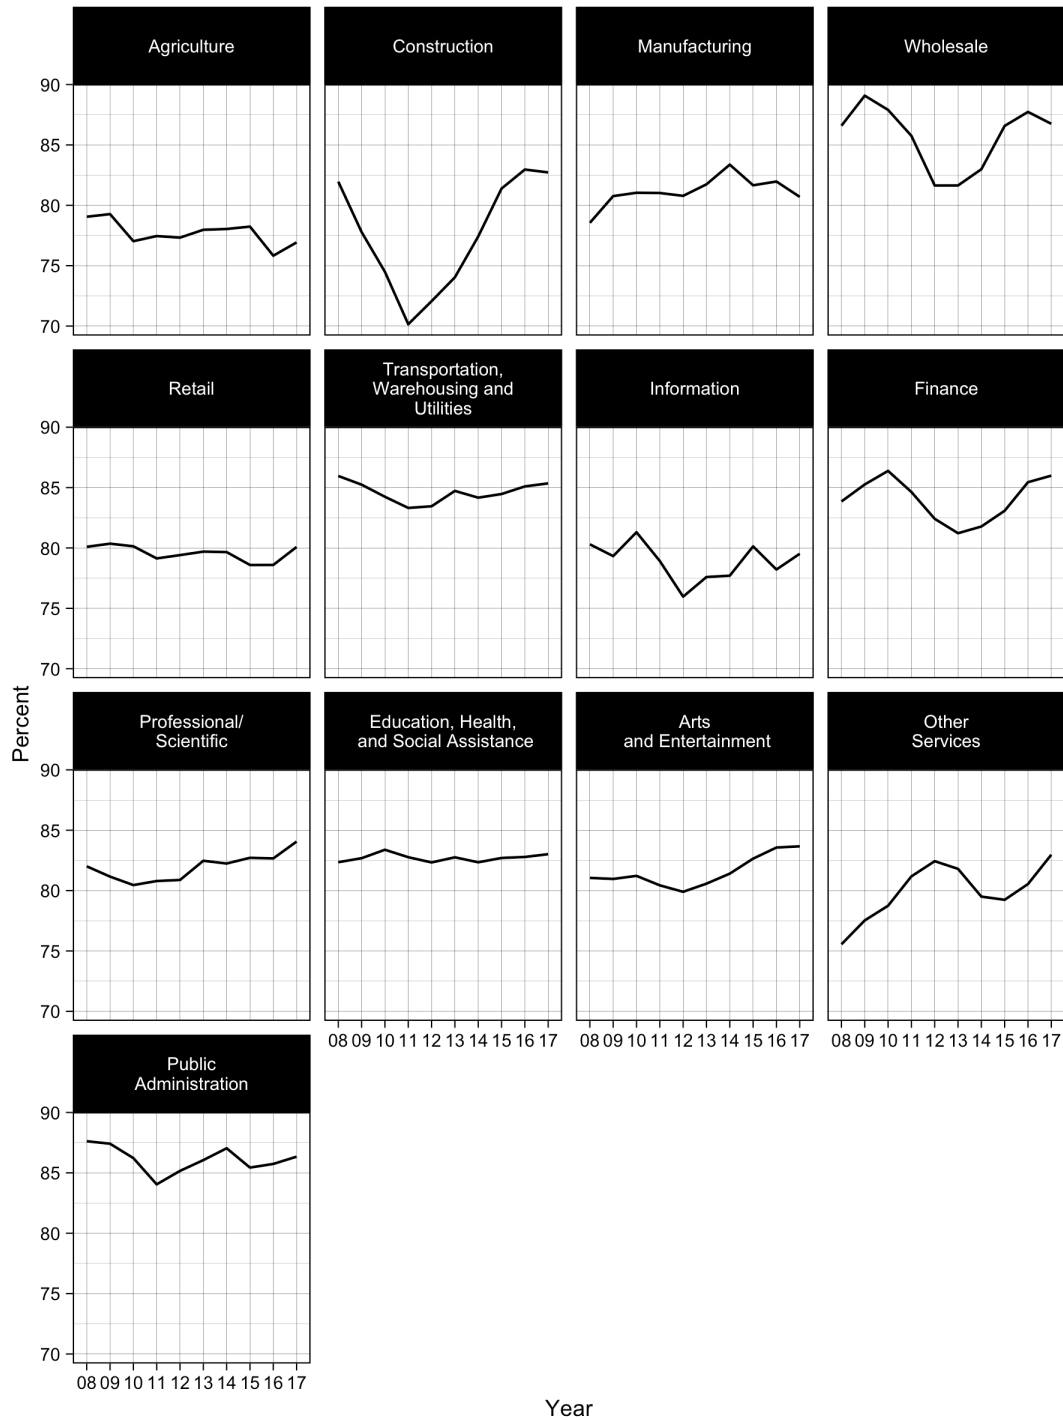 Agriculture
Construction
Manufacturing
Wholesale
90
85
80
75
70
Retail
Transportation,
Warehousing and
Utilities
Information
Finance
90
85
80
75
70
Percent
Professional/
Scientific
Education, Health,
and Social Assistance
Arts
and Entertainment
Other
Services
90
85
80
75
70
08 09 10 11 12 13 14 15 16 17
08 09 10 11 12 13 14 15 16 17
08 09 10 11 12 13 14 15 16 17
Public
Administration
90
85
80
75
70
08 09 10 11 12 13 14 15 16 17
Year